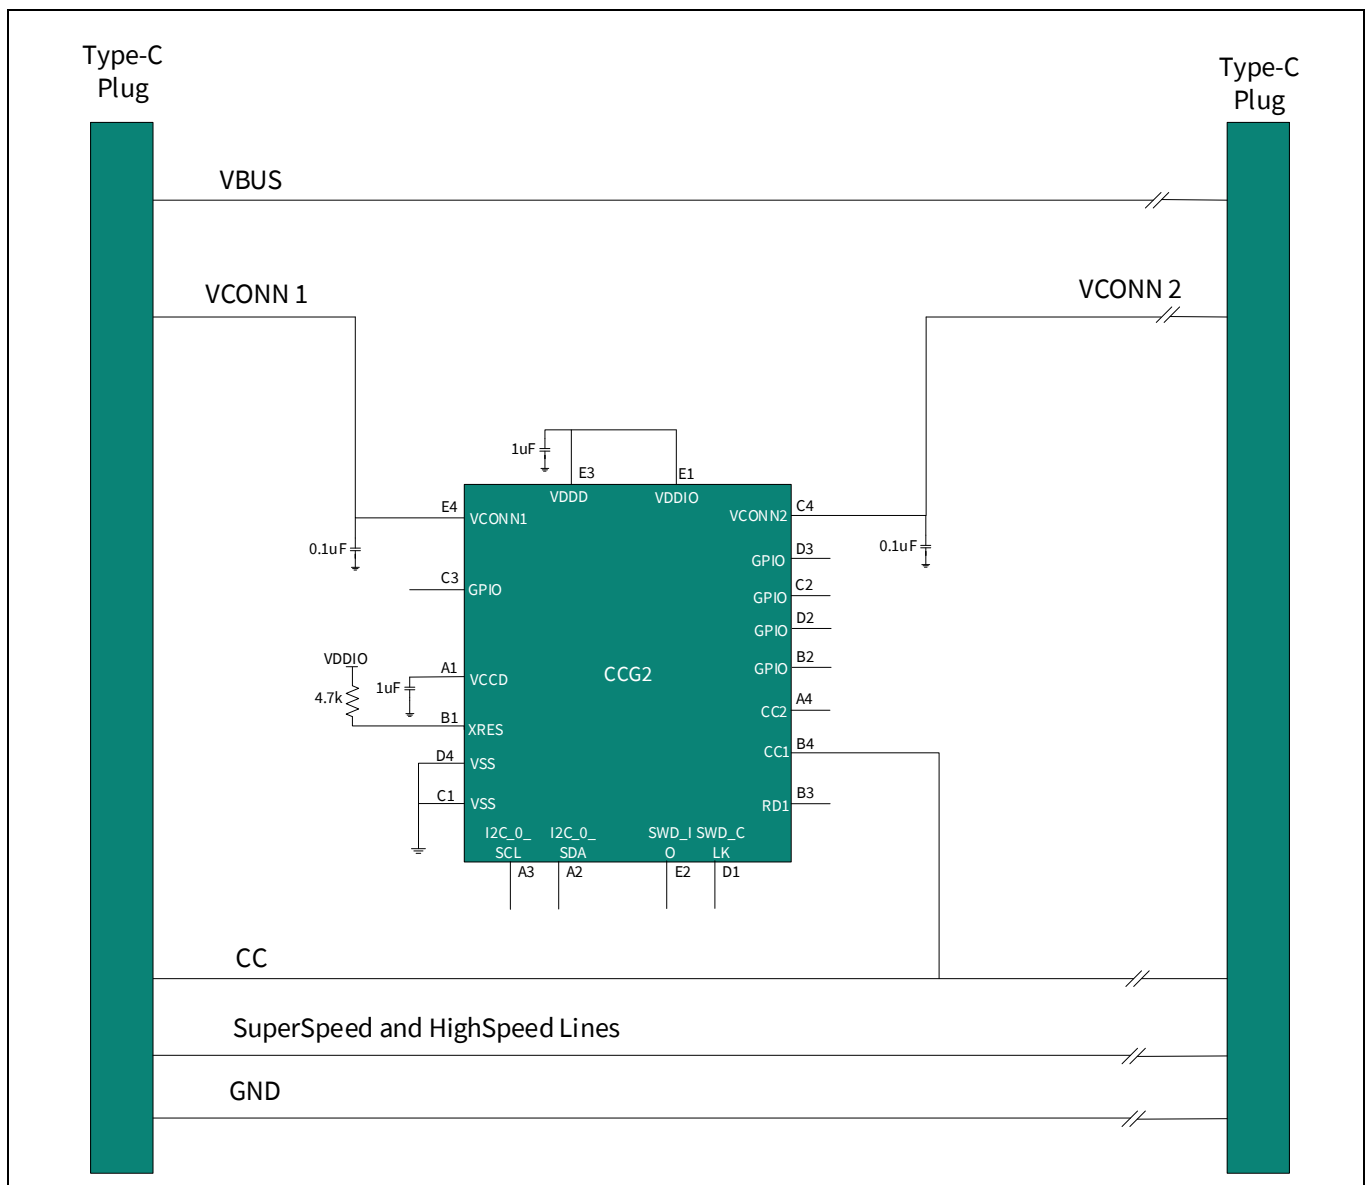 Type-C
Plug
Type-C
Plug
VBUS
VCONN 1
VCONN 2
1uF
E3
E1
VDDD
VDDIO
E4
VCONN1
C4
VCONN2
0.1uF
0.1uF
D3
GPIO
C3
GPIO
C2
GPIO
D2
GPIO
B2
GPIO
VDDIO
4.7k
1uF
A1
VCCD
CCG2
A4
CC2
B1
XRES
B4
CC1
D4
VSS
C1
VSS
B3
RD1
I2C_0_
SCL
I2C_0_
SDA
SWD_I
O
SWD_C
LK
A3
A2
E2
D1
CC
SuperSpeed and HighSpeed Lines
GND